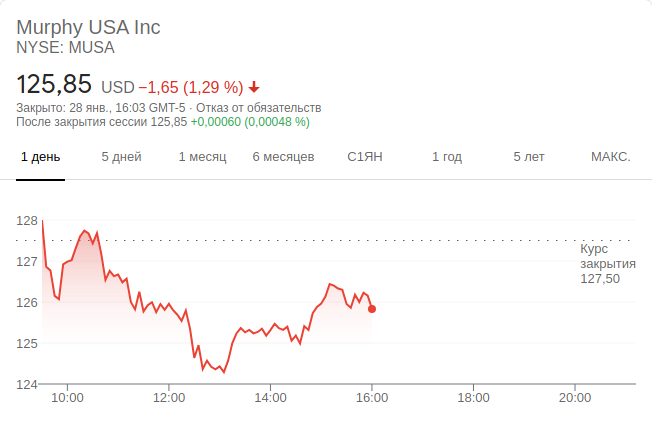 Murphy USA Inc
NYSE: MUSA
125,85 USD −1,65 (1,29 %)
Закрыто: 28 янв., 16:03 GMT-5 · Отказ от обязательств
После закрытия сессии 125,85 +0,00060 (0,00048 %)
1 день 5 дней 1 месяц 6 месяцев С1ЯН 1 год 5 лет МАКС.
128
127
126
125
124
Курс
закрытия
127,50
10:00 12:00 14:00 16:00 18:00 20:00